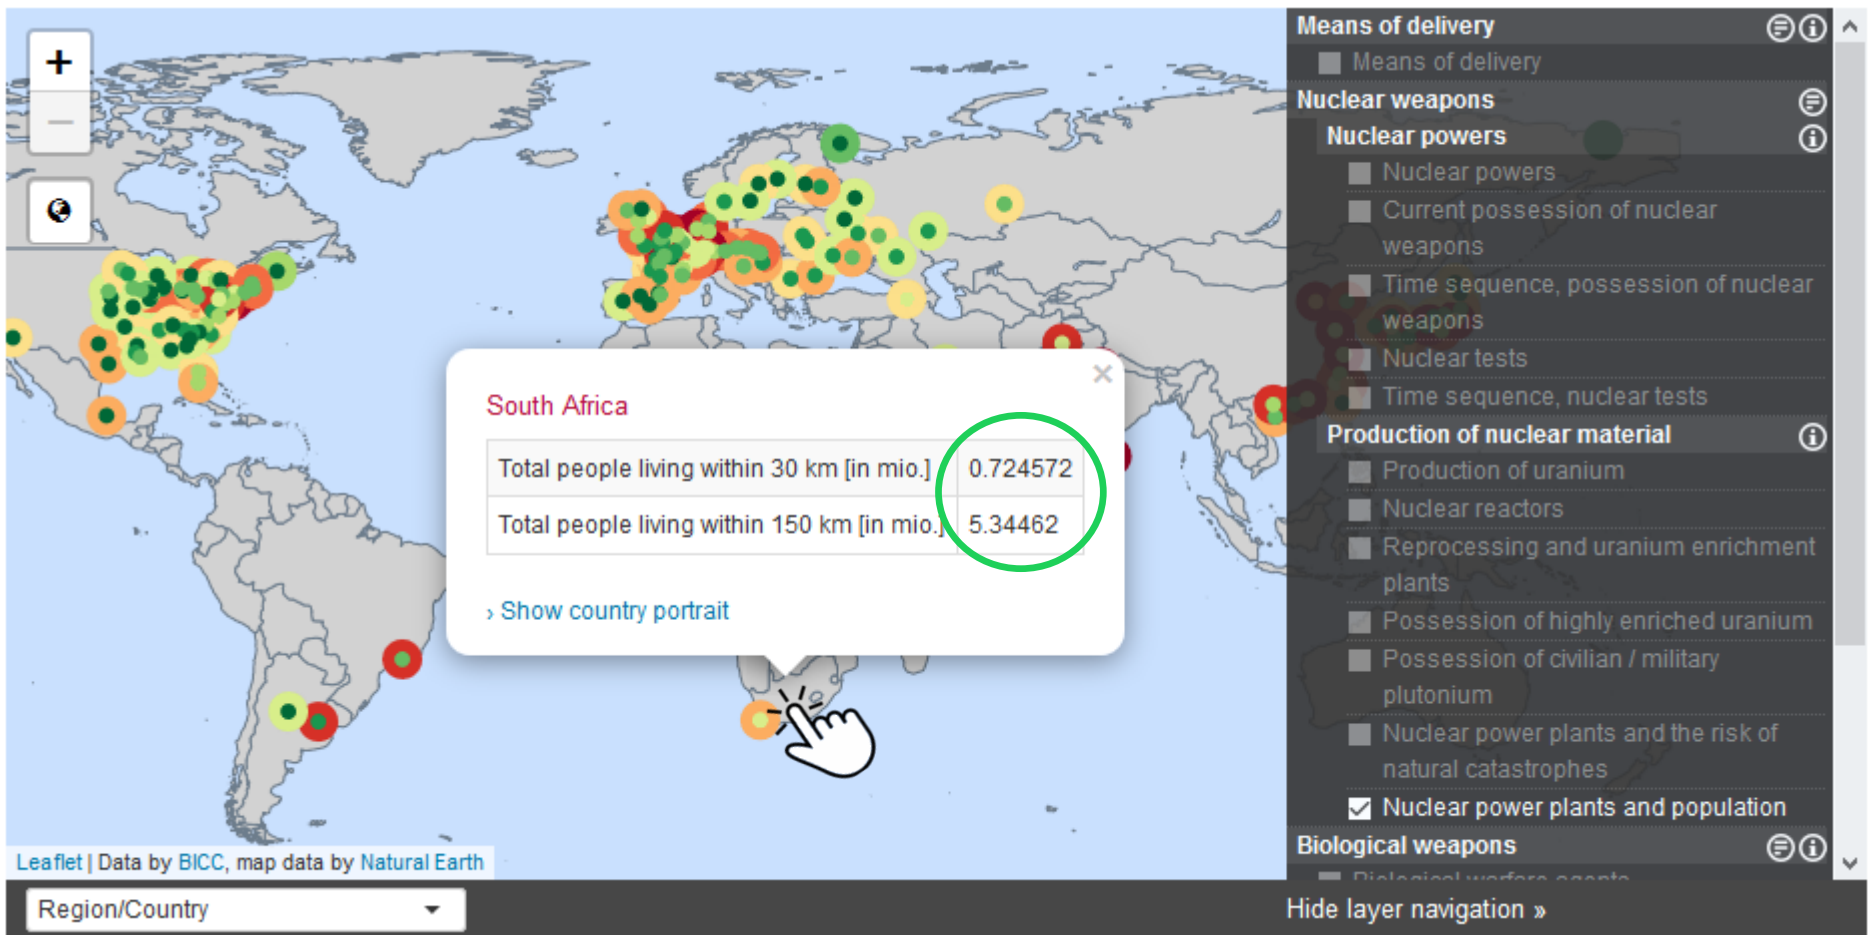 +
−
South Africa
×
Total people living within 30 km [in mio.] 0.724572
Total people living within 150 km [in mio.] 5.34462
› Show country portrait
Leaflet | Data by BICC, map data by Natural Earth
Region/Country
Means of delivery
Means of delivery
Nuclear weapons
Nuclear powers
Nuclear powers
Current possession of nuclear
weapons
Time sequence, possession of nuclear
weapons
Nuclear tests
Time sequence, nuclear tests
Production of nuclear material
Production of uranium
Nuclear reactors
Reprocessing and uranium enrichment
plants
Possession of highly enriched uranium
Possession of civilian / military
plutonium
Nuclear power plants and the risk of
natural catastrophes
Nuclear power plants and population
Biological weapons
Biological warfare agents
Hide layer navigation »